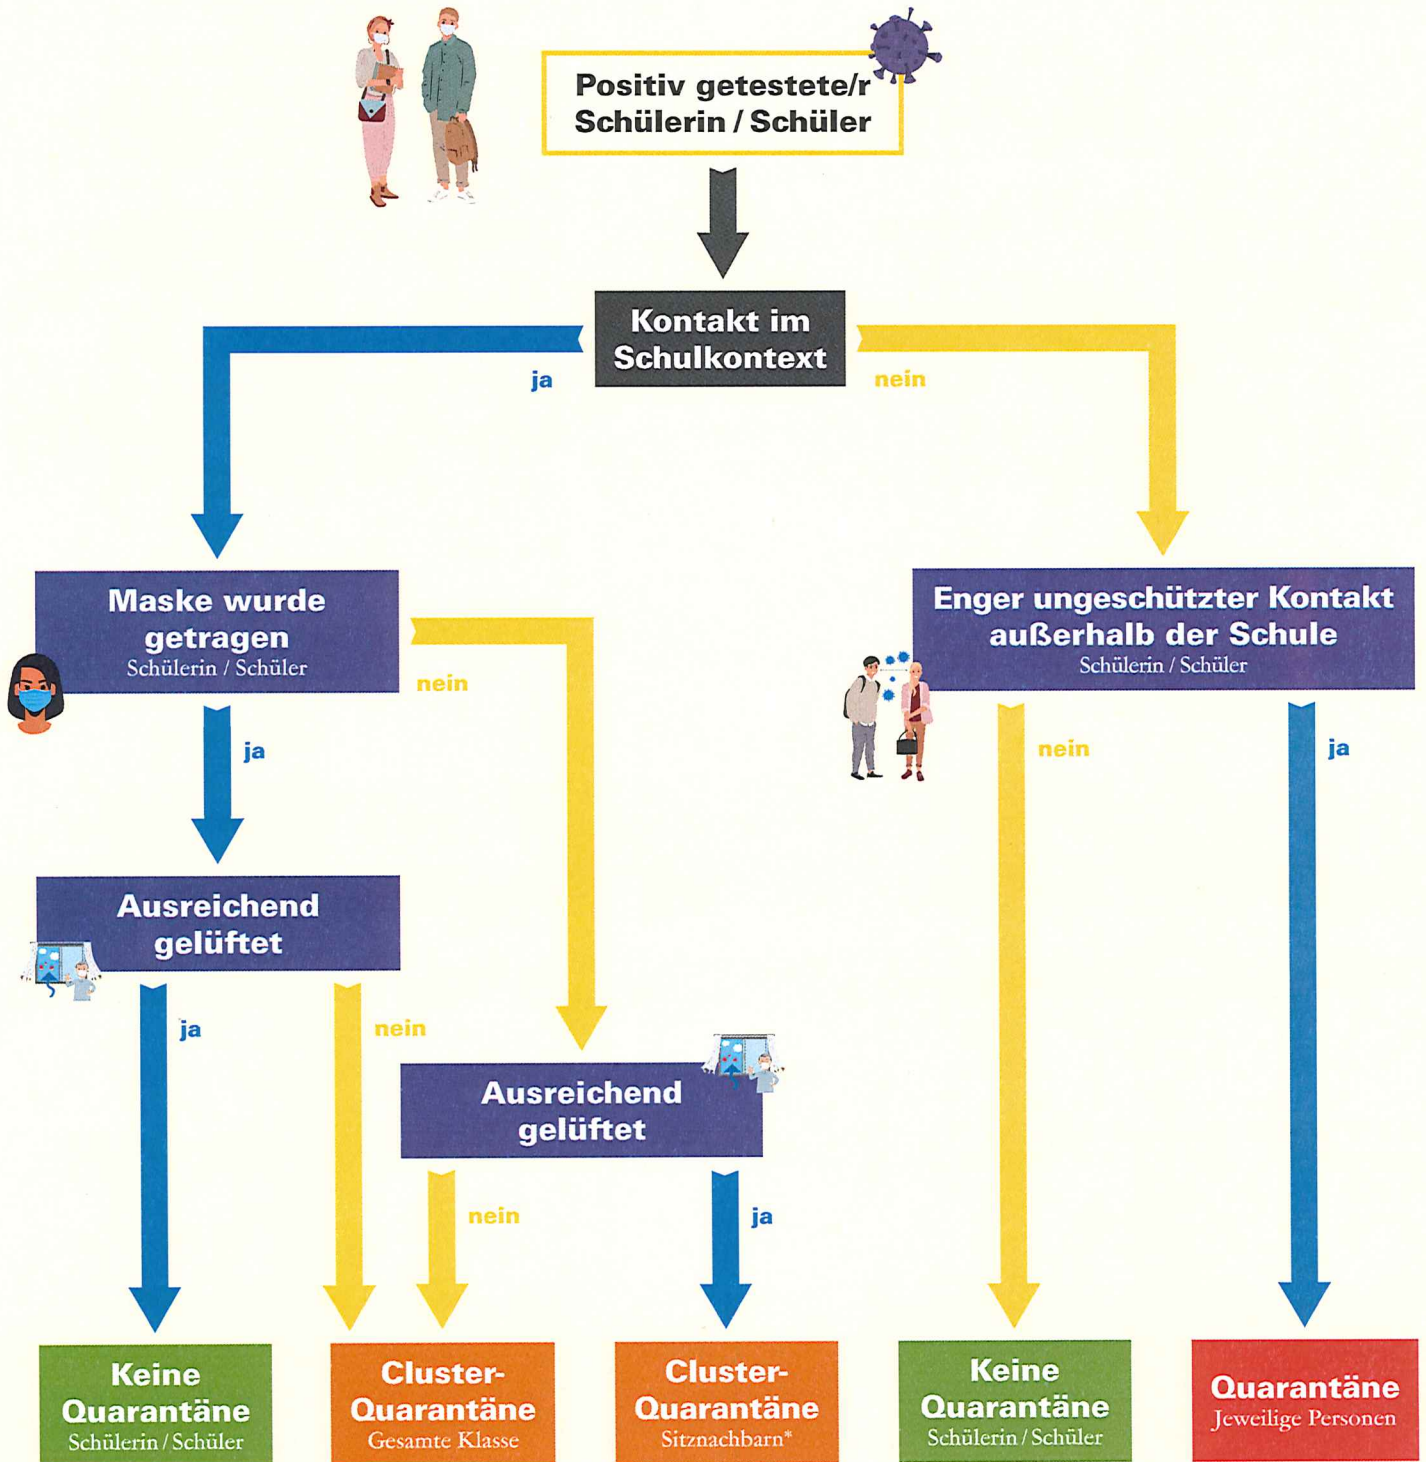 Positiv getestete/r
Schülerin / Schüler
Kontakt im
Schulkontext
ja
nein
Maske wurde
getragen
Schülerin / Schüler
nein
ja
Enger ungeschützter Kontakt
außerhalb der Schule
Schülerin / Schüler
nein
ja
Ausreichend
gelüftet
ja
nein
Ausreichend
gelüftet
nein
ja
Keine
Quarantäne
Schülerin / Schüler
Cluster-
Quarantäne
Gesamte Klasse
Cluster-
Quarantäne
Sitznachbarn*
Keine
Quarantäne
Schülerin / Schüler
Quarantäne
Jeweilige Personen